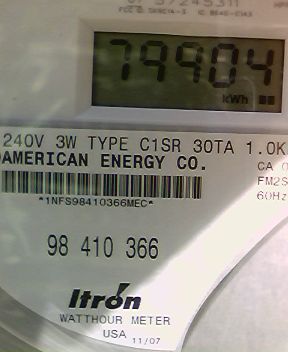 79904
kWh
240V 3W TYPE C1SR 30TA 1.0K
AMERICAN ENERGY CO.
CA 0
FM2S
60Hz
*1NFS98410366MEC*
98 410 366
Itron
WATTHOUR METER
USA 11/07